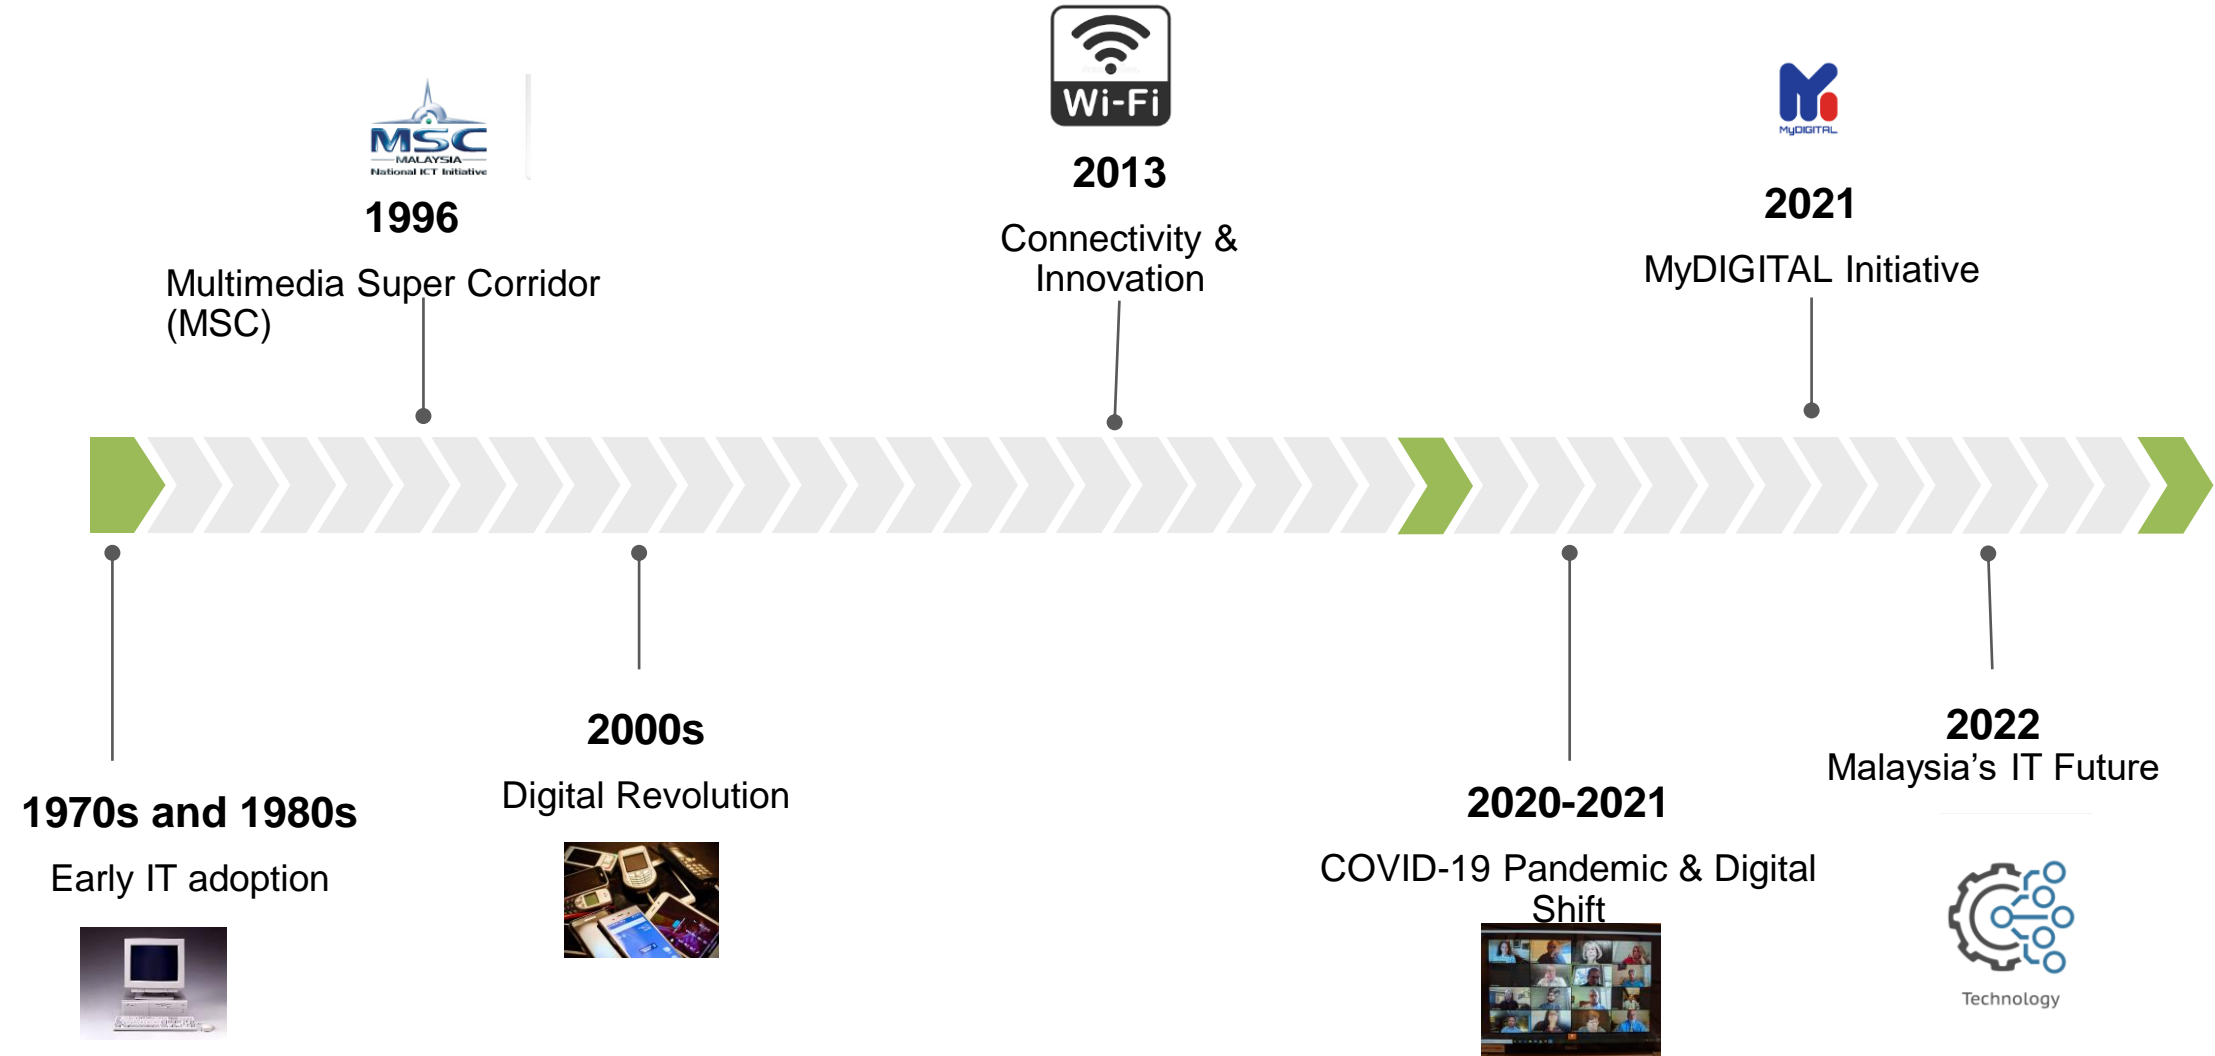 MSC
MALAYSIA
National ICT Initiative
1996
Multimedia Super Corridor
(MSC)
Wi-Fi
2013
Connectivity &
Innovation
MyDIGITAL
2021
MyDIGITAL Initiative
1970s and 1980s
Early IT adoption
2000s
Digital Revolution
2020-2021
COVID-19 Pandemic & Digital
Shift
2022
Malaysia’s IT Future
Technology